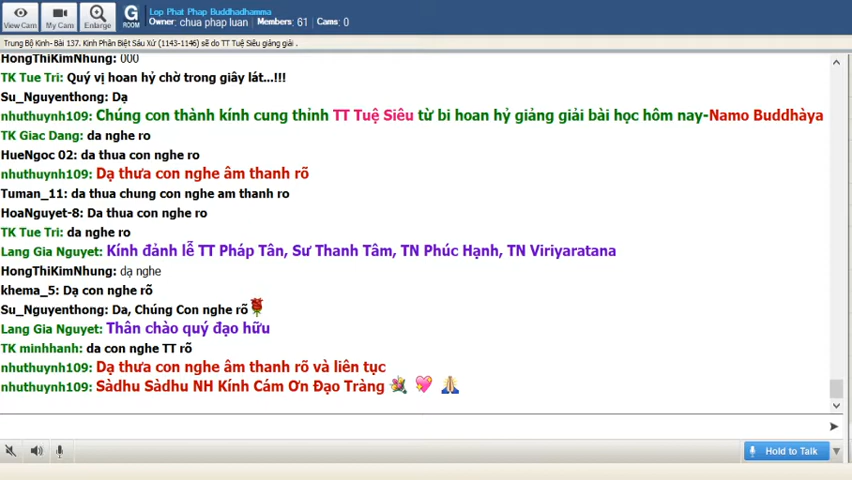 View Cam
My Cam
Enlarge
G
ROOM
Lop Phat Phap Buddhadhamma
Owner: chua phap luan Members: 61 Cams: 0
Trung Bộ Kinh- Bài 137. Kinh Phân Biệt Sáu Xứ (1143-1146) sẽ do TT Tuệ Siêu giảng giải .
HongThiKimNhung: 000
TK Tue Tri: Quý vị hoan hỷ chờ trong giây lát...!!!
Su_Nguyenthong: Dạ
nhuthuynh109: Chúng con thành kính cung thỉnh TT Tuệ Siêu từ bi hoan hỷ giảng giải bài học hôm nay-Namo Buddhàya
TK Giac Dang: da nghe ro
HueNgoc 02: da thua con nghe ro
nhuthuynh109: Dạ thưa con nghe âm thanh rõ
Tuman_11: da thua chung con nghe am thanh ro
HoaNguyet-8: Da thua con nghe ro
TK Tue Tri: da nghe ro
Lang Gia Nguyet: Kính đảnh lễ TT Pháp Tân, Sư Thanh Tâm, TN Phúc Hạnh, TN Viriyaratana
HongThiKimNhung: dạ nghe
khema_5: Dạ con nghe rõ
Su_Nguyenthong: Da, Chúng Con nghe rõ
Lang Gia Nguyet: Thân chào quý đạo hữu
TK minhhanh: da con nghe TT rõ
nhuthuynh109: Dạ thưa con nghe âm thanh rõ và liên tục
nhuthuynh109: Sàdhu Sàdhu NH Kính Cám Ơn Đạo Tràng
Hold to Talk